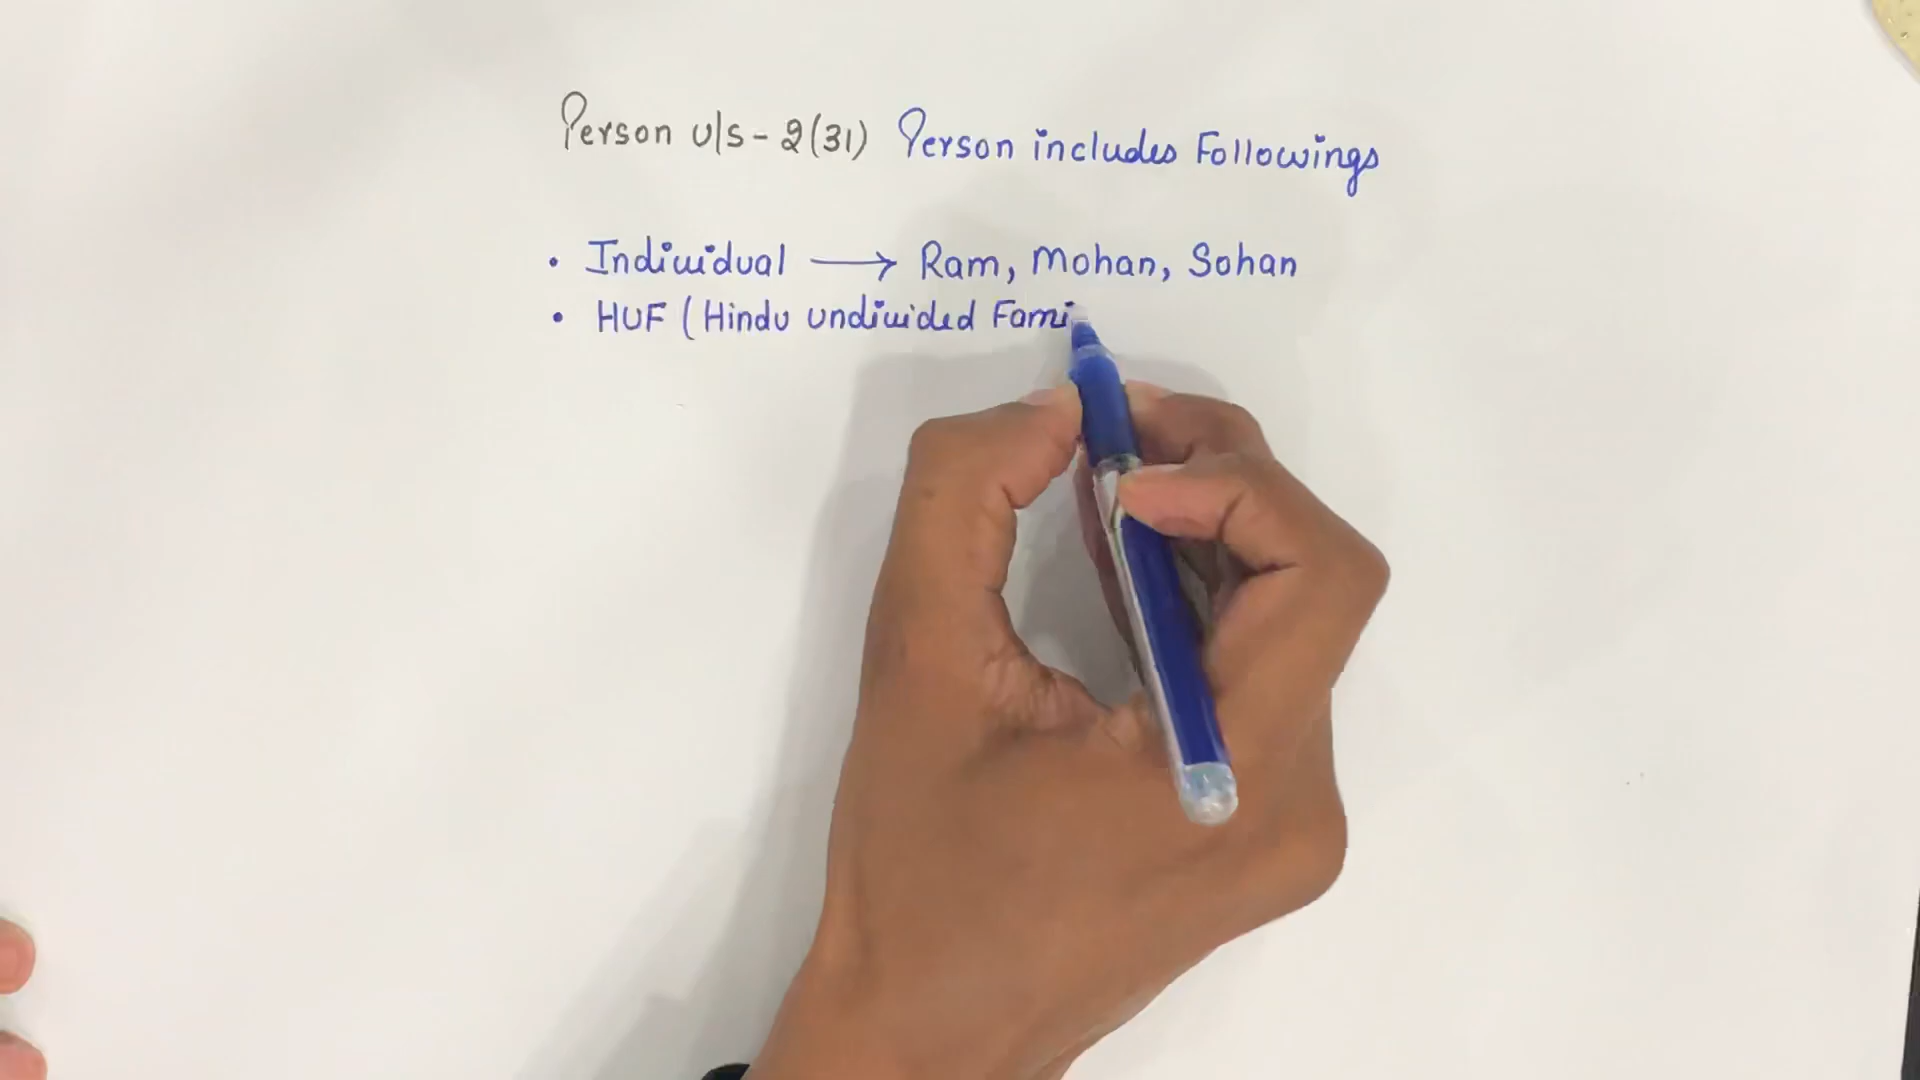 Person U/S - 2(31) Person includes Followings
• Individual → Ram, Mohan, Sohan
• HUF (Hindu undivided Fami